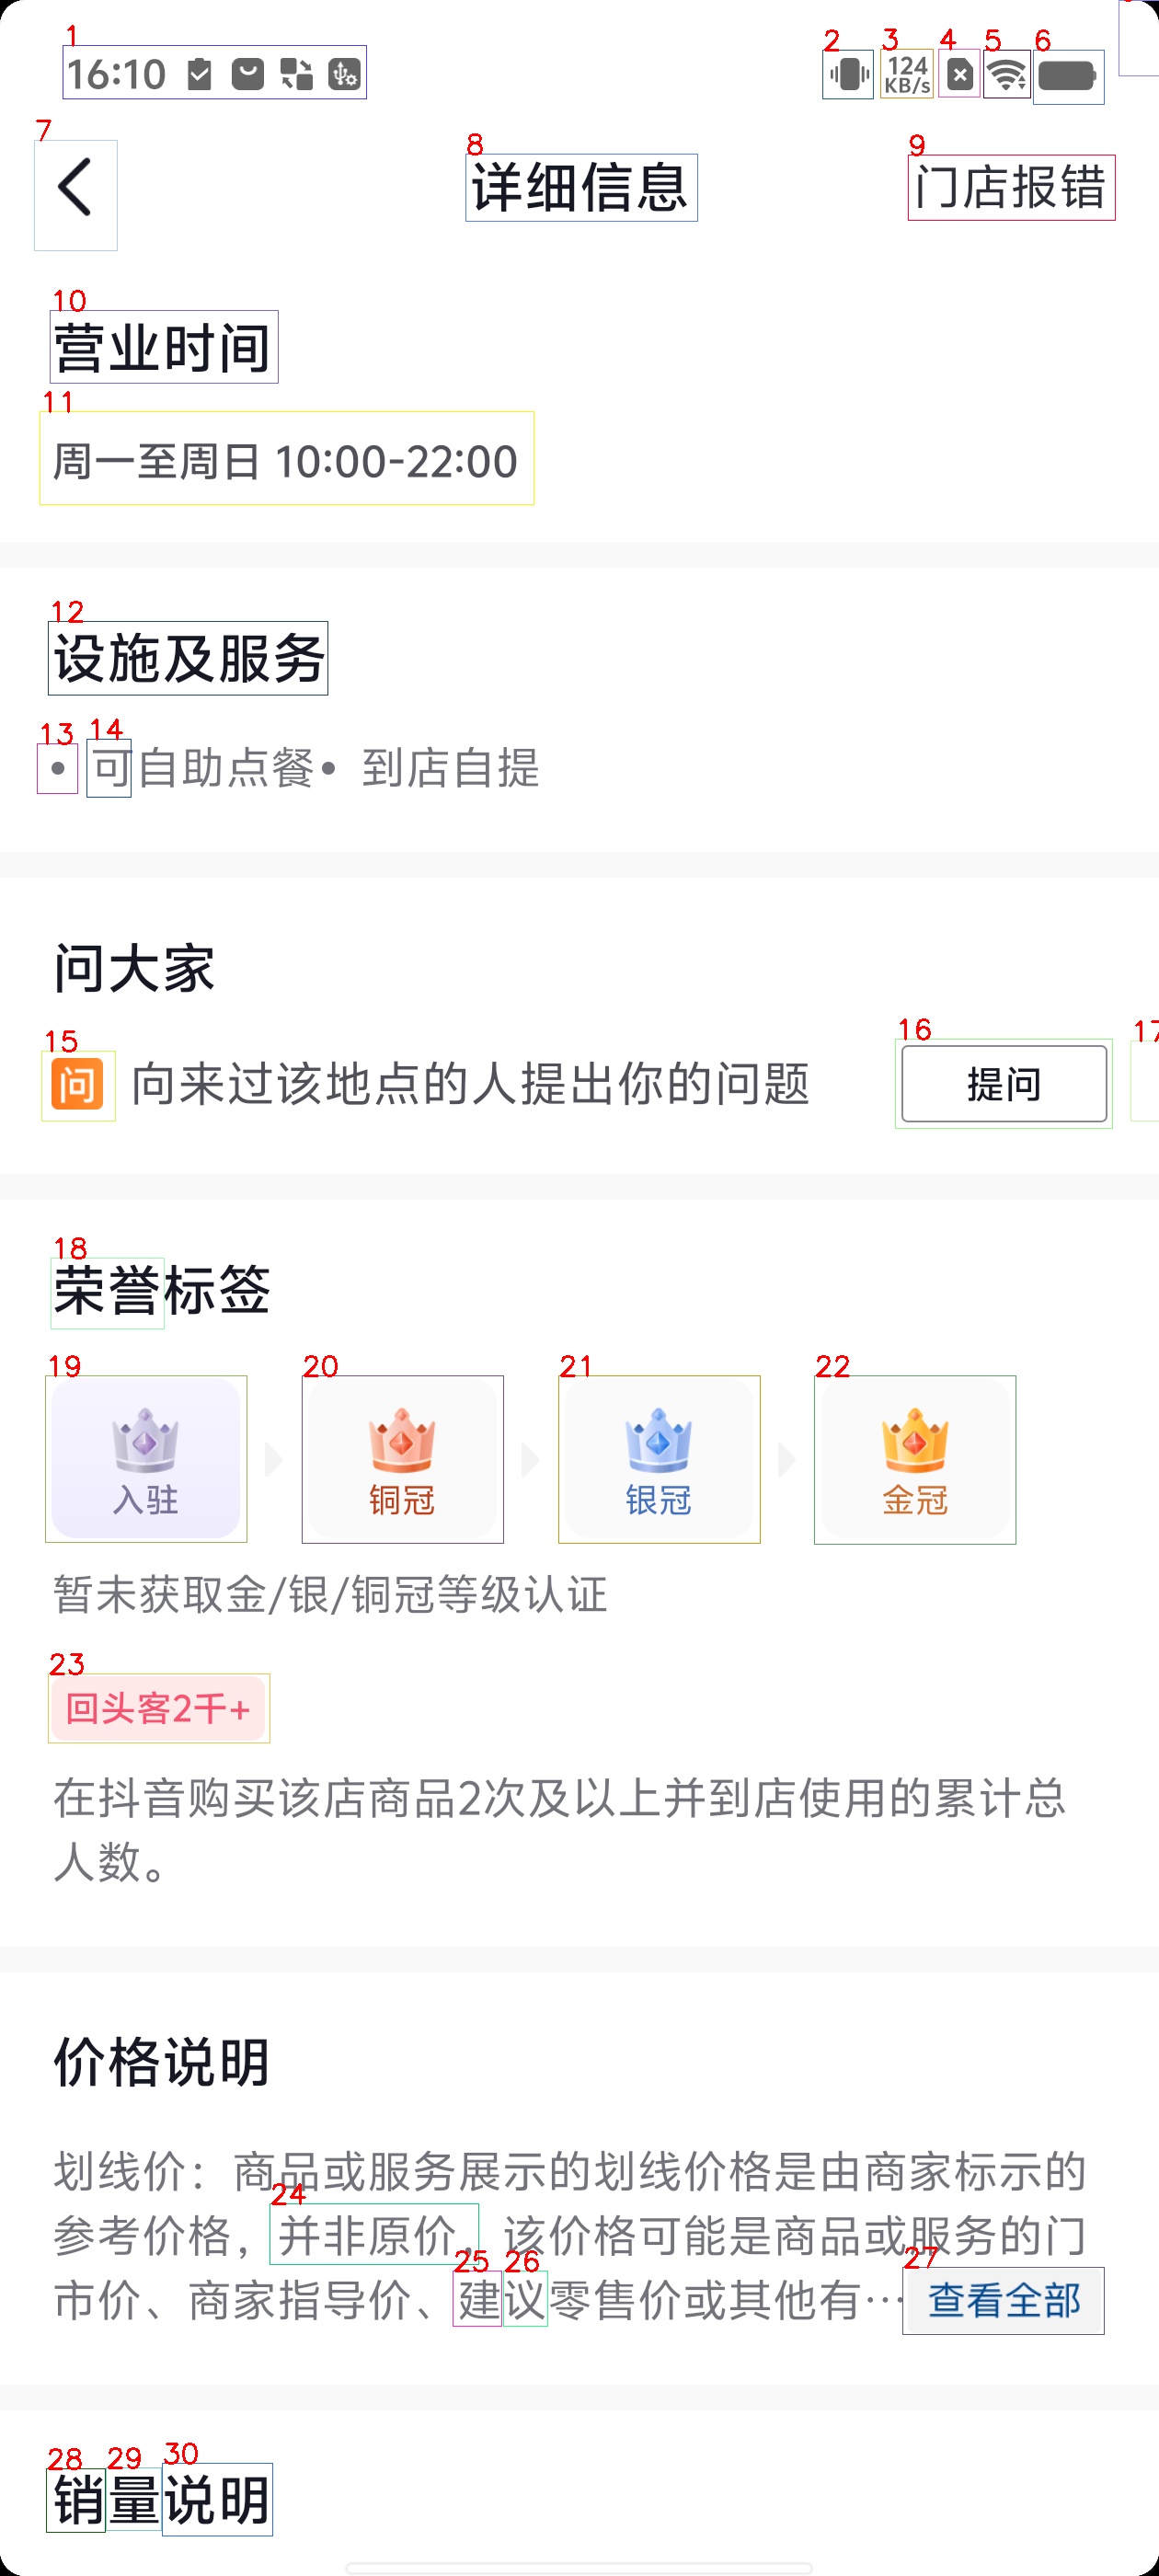 1
16:10
2
3
124
KB/s
4
5
6
7
8
详细信息
9
门店报错
10
营业时间
11
周一至周日 10:00-22:00
12
设施及服务
13
14
• 可自助点餐• 到店自提
问大家
15
问 向来过该地点的人提出你的问题
16
提问
17
18
荣誉标签
19
入驻
20
铜冠
21
银冠
22
金冠
暂未获取金/银/铜冠等级认证
23
回头客2千+
在抖音购买该店商品2次及以上并到店使用的累计总
人数。
价格说明
划线价：商品或服务展示的划线价格是由商家标示的
24
参考价格，并非原价，该价格可能是商品或服务的门
25
26
27
市价、商家指导价、建议零售价或其他有…查看全部
28
29
30
销量说明